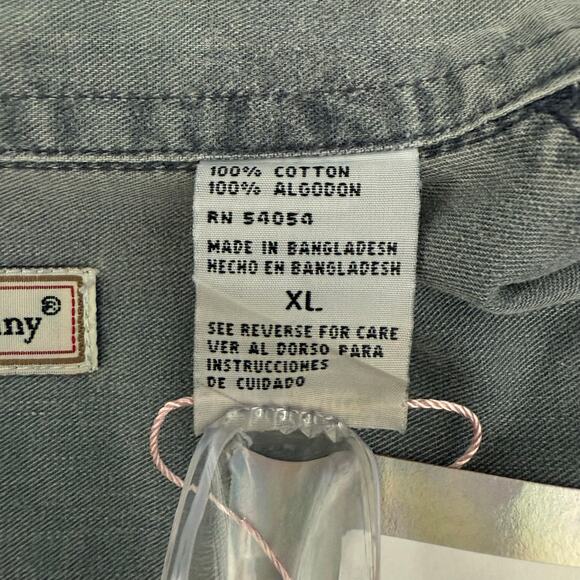 100% COTTON
100% ALGODON
RN 54054
MADE IN BANGLADESH
HECHO EN BANGLADESH
XL
SEE REVERSE FOR CARE
VER AL DORSO PARA
INSTRUCCIONES
DE CUIDADO
ny®